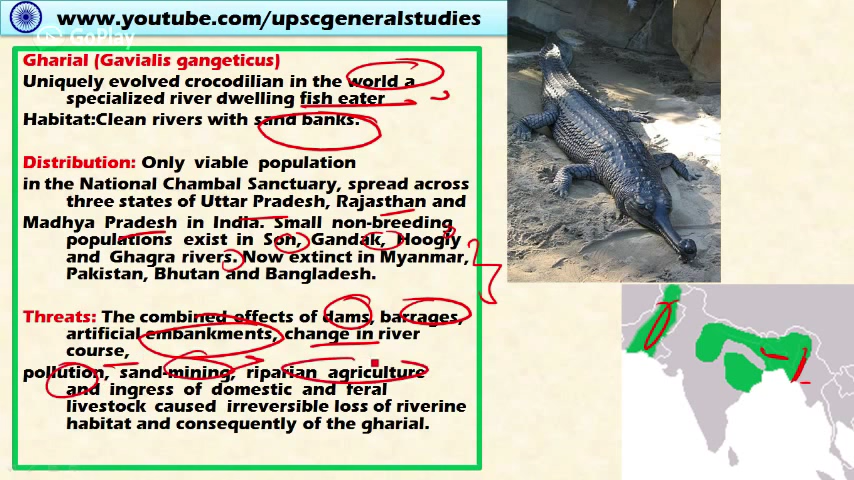 www.youtube.com/upscgeneralstudies
GoPlay
Gharial (Gavialis gangeticus)
Uniquely evolved crocodilian in the world a
specialized river dwelling fish eater
Habitat:Clean rivers with sand banks.
Distribution: Only viable population
in the National Chambal Sanctuary, spread across
three states of Uttar Pradesh, Rajasthan and
Madhya Pradesh in India. Small non-breeding
populations exist in Son, Gandak, Hoogly
and Ghagra rivers. Now extinct in Myanmar,
Pakistan, Bhutan and Bangladesh.
Threats: The combined effects of dams, barrages,
artificial embankments, change in river
course,
pollution, sand-mining, riparian agriculture
and ingress of domestic and feral
livestock caused irreversible loss of riverine
habitat and consequently of the gharial.